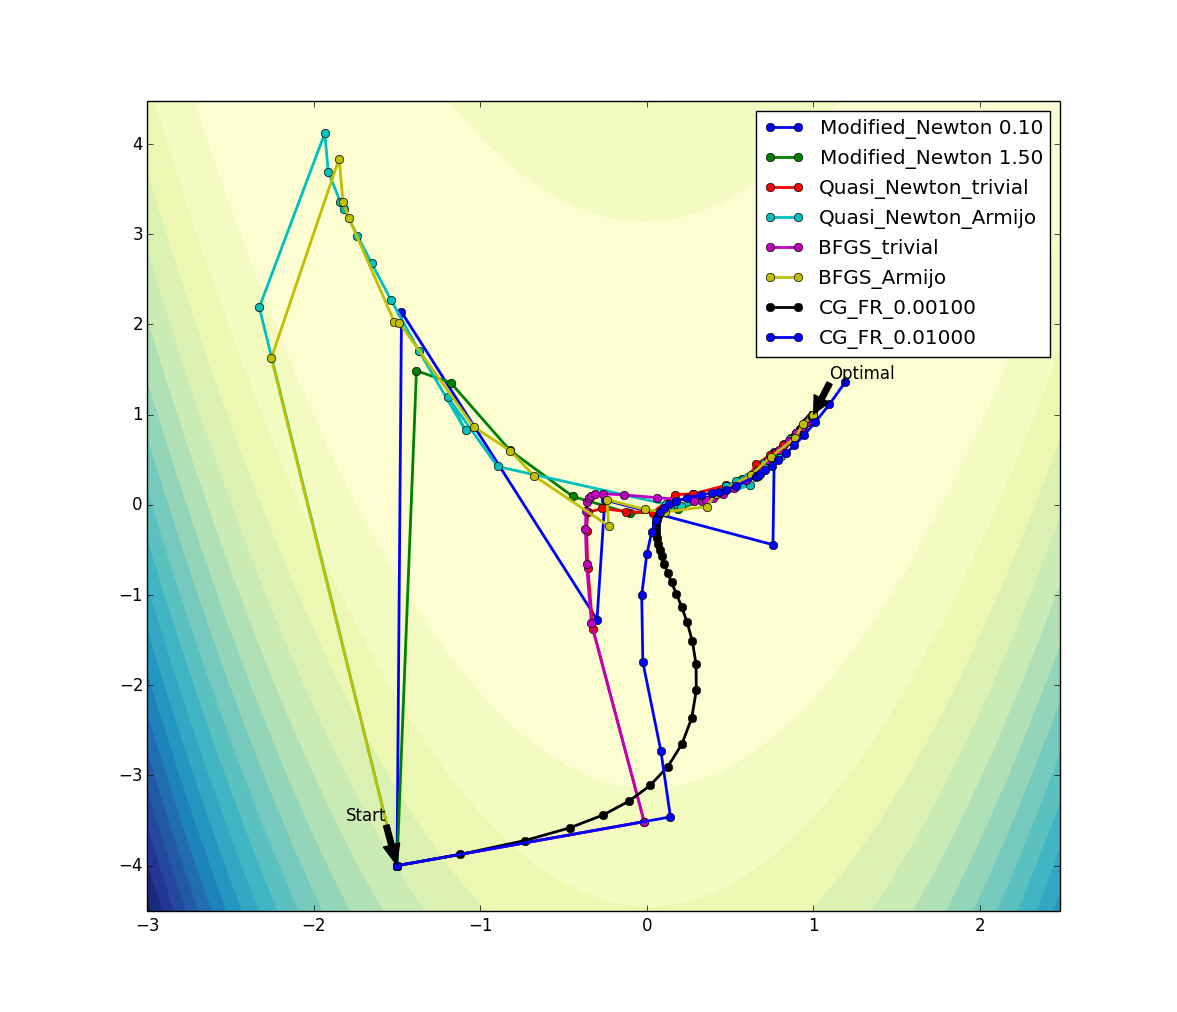 Modified_Newton 0.10
Modified_Newton 1.50
Quasi_Newton_trivial
Quasi_Newton_Armijo
BFGS_trivial
BFGS_Armijo
CG_FR_0.00100
CG_FR_0.01000
Optimal
Start
4
3
2
1
0
−1
−2
−3
−4
−3 −2 −1 0 1 2